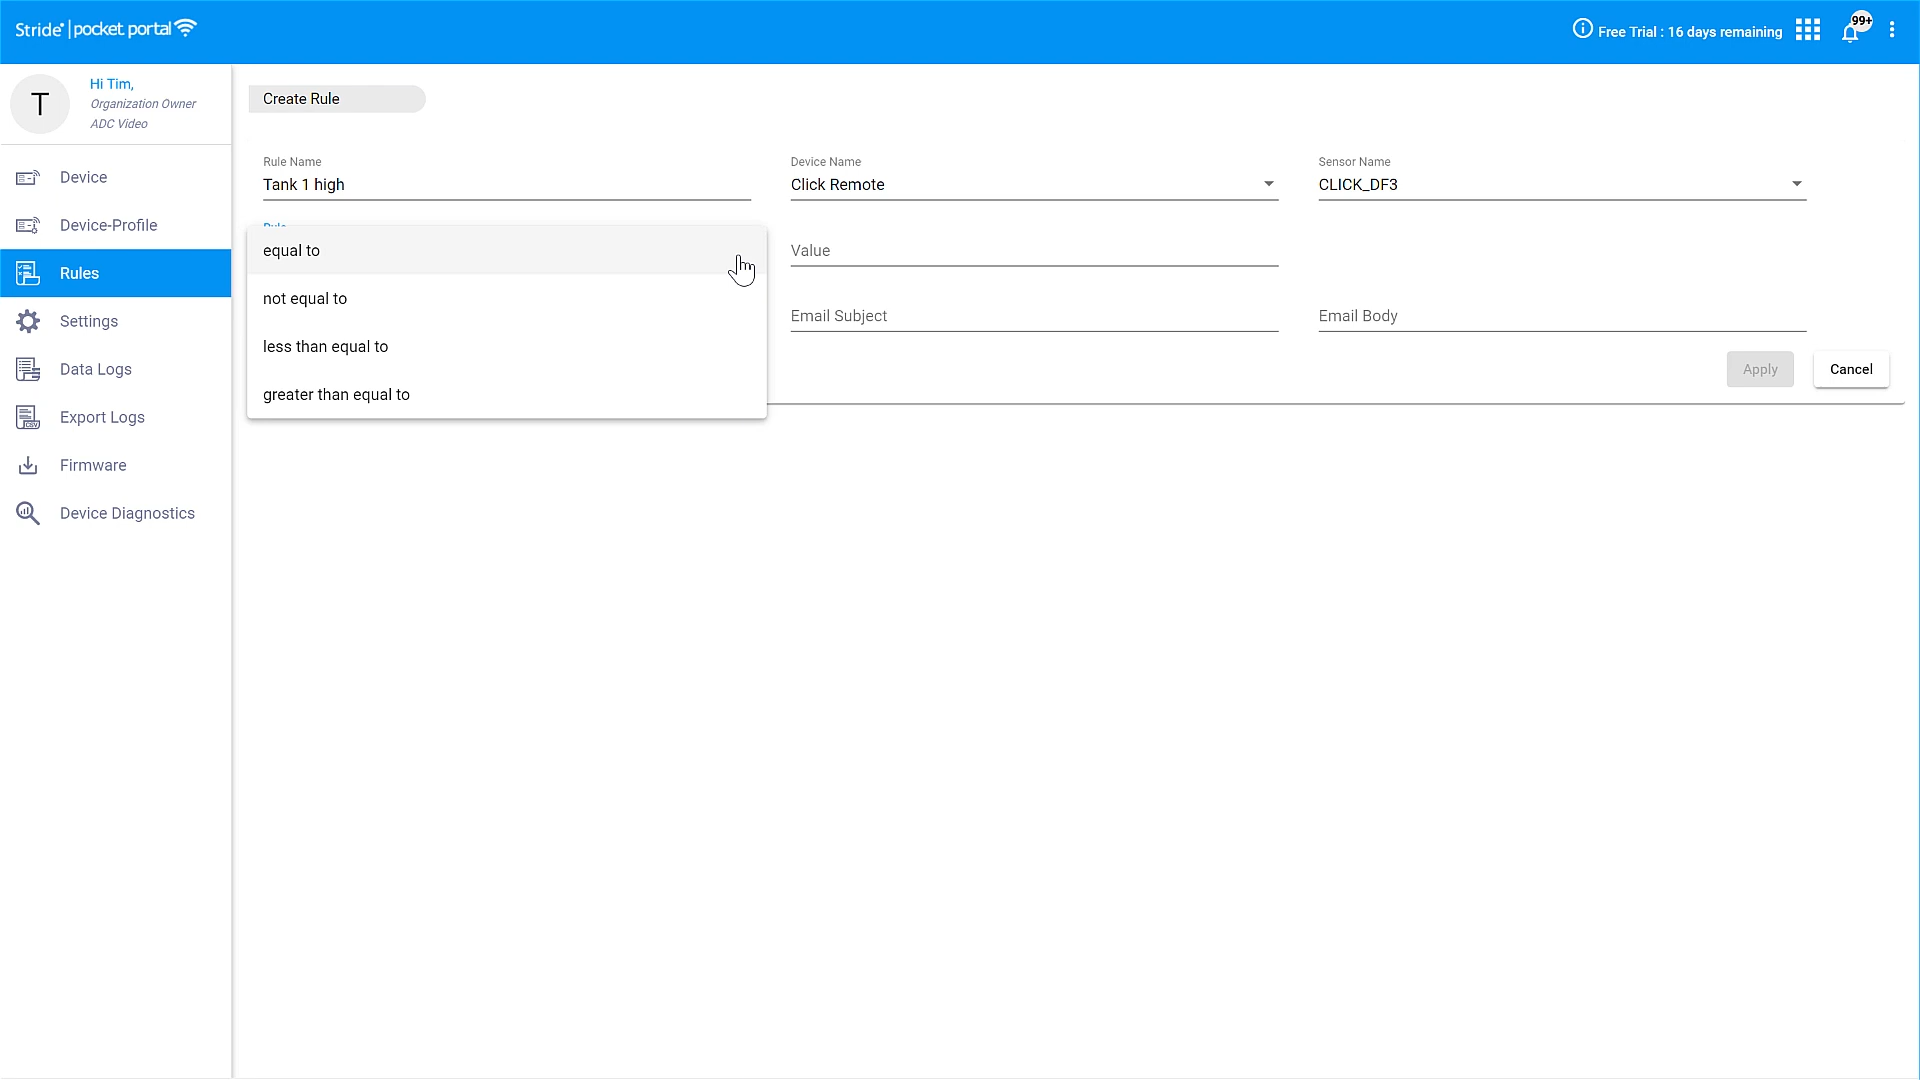 Stride | pocket portal
Free Trial : 16 days remaining
99+
T
Hi Tim,
Organization Owner
ADC Video
Device
Device-Profile
Rules
Settings
Data Logs
Export Logs
CSV
Firmware
Device Diagnostics
Create Rule
Rule Name
Tank 1 high
Device Name
Click Remote
Sensor Name
CLICK_DF3
Rule
equal to
not equal to
less than equal to
greater than equal to
Value
Email Subject
Email Body
Apply
Cancel